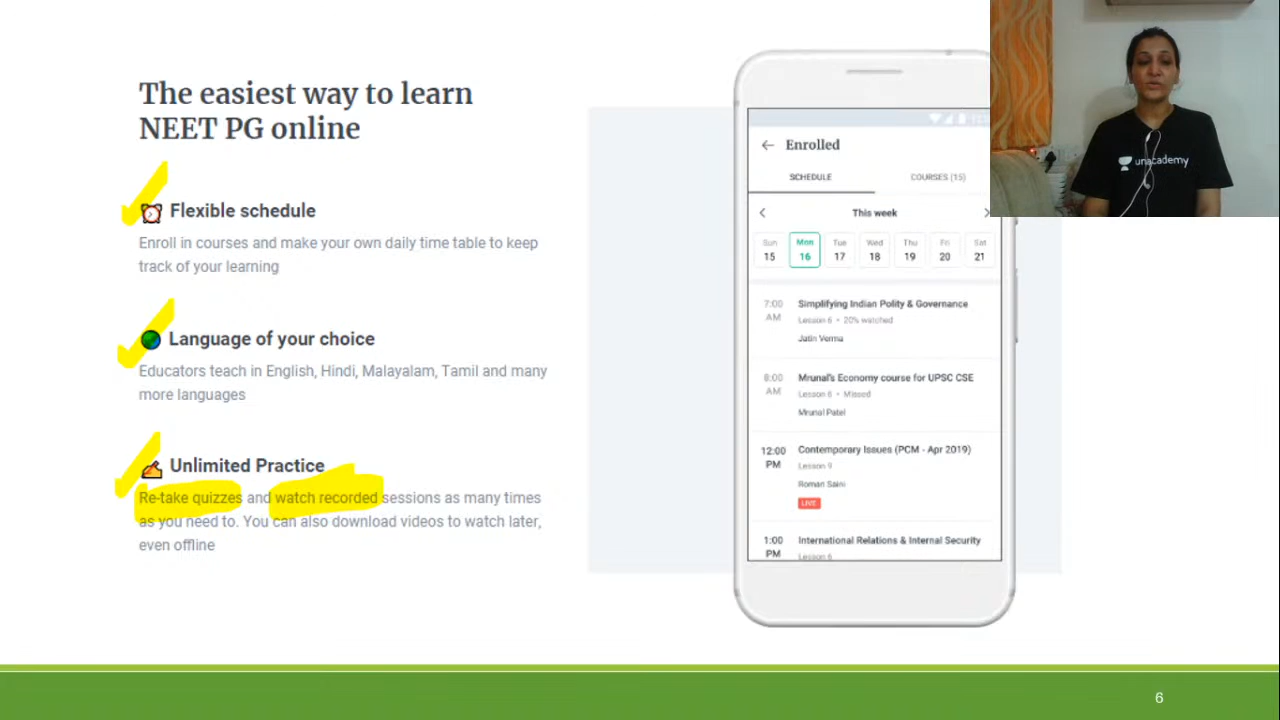 The easiest way to learn
NEET PG online
Flexible schedule
Enroll in courses and make your own daily time table to keep
track of your learning
Language of your choice
Educators teach in English, Hindi, Malayalam, Tamil and many
more languages
Unlimited Practice
Re-take quizzes and watch recorded sessions as many times
as you need to. You can also download videos to watch later,
even offline
Enrolled
SCHEDULE COURSES (15)
This week
Sun Mon Tue Wed Thu Fri Sat
15 16 17 18 19 20 21
7:00 AM
Simplifying Indian Polity & Governance
Lesson 6 • 20% watched
Jatin Verma
8:00 AM
Mrunal's Economy course for UPSC CSE
Lesson 6 • Missed
Mrunal Patel
12:00 PM
Contemporary Issues (PCM - Apr 2019)
Lesson 9
Roman Saini
LIVE
1:00 PM
International Relations & Internal Security
Lesson 6
unacademy
6